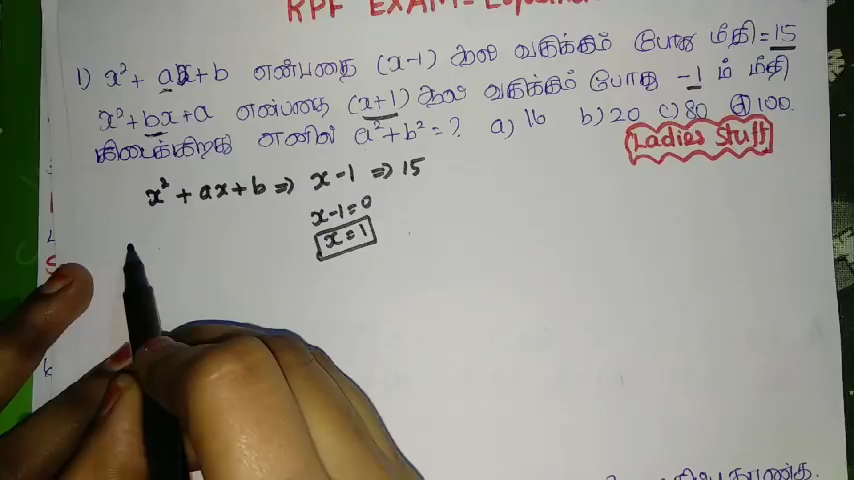 RPF EXAM
1) x² + ax + b என்பதை (x-1) ஆல் வகுக்கும் போது மீதி = 15
x² + bx + a என்பதை (x+1) ஆல் வகுக்கும் போது -1 ம் மீதி
கிடைக்கிறது எனில் a² + b² = ? a) 16 b) 20 c) 80 d) 100.
Ladies Stuff
x² + ax + b ⇒ x - 1 ⇒ 15
x - 1 = 0
x = 1